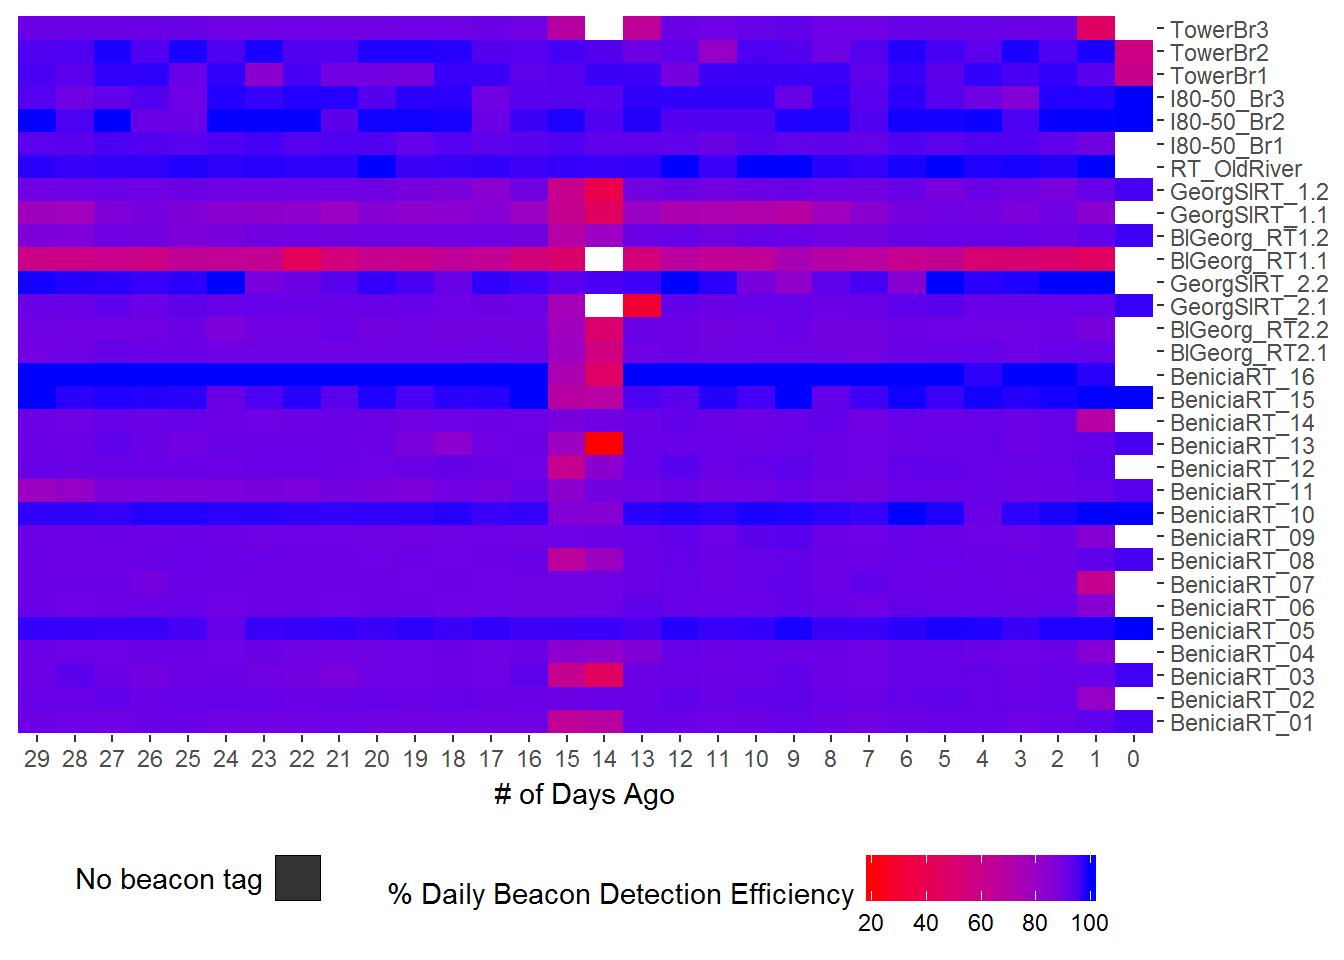 TowerBr3
TowerBr2
TowerBr1
I80-50_Br3
I80-50_Br2
I80-50_Br1
RT_OldRiver
GeorgSlRT_1.2
GeorgSlRT_1.1
BlGeorg_RT1.2
BlGeorg_RT1.1
GeorgSlRT_2.2
GeorgSlRT_2.1
BlGeorg_RT2.2
BlGeorg_RT2.1
BeniciaRT_16
BeniciaRT_15
BeniciaRT_14
BeniciaRT_13
BeniciaRT_12
BeniciaRT_11
BeniciaRT_10
BeniciaRT_09
BeniciaRT_08
BeniciaRT_07
BeniciaRT_06
BeniciaRT_05
BeniciaRT_04
BeniciaRT_03
BeniciaRT_02
BeniciaRT_01
29 28 27 26 25 24 23 22 21 20 19 18 17 16 15 14 13 12 11 10 9 8 7 6 5 4 3 2 1 0
# of Days Ago
No beacon tag
% Daily Beacon Detection Efficiency
20 40 60 80 100